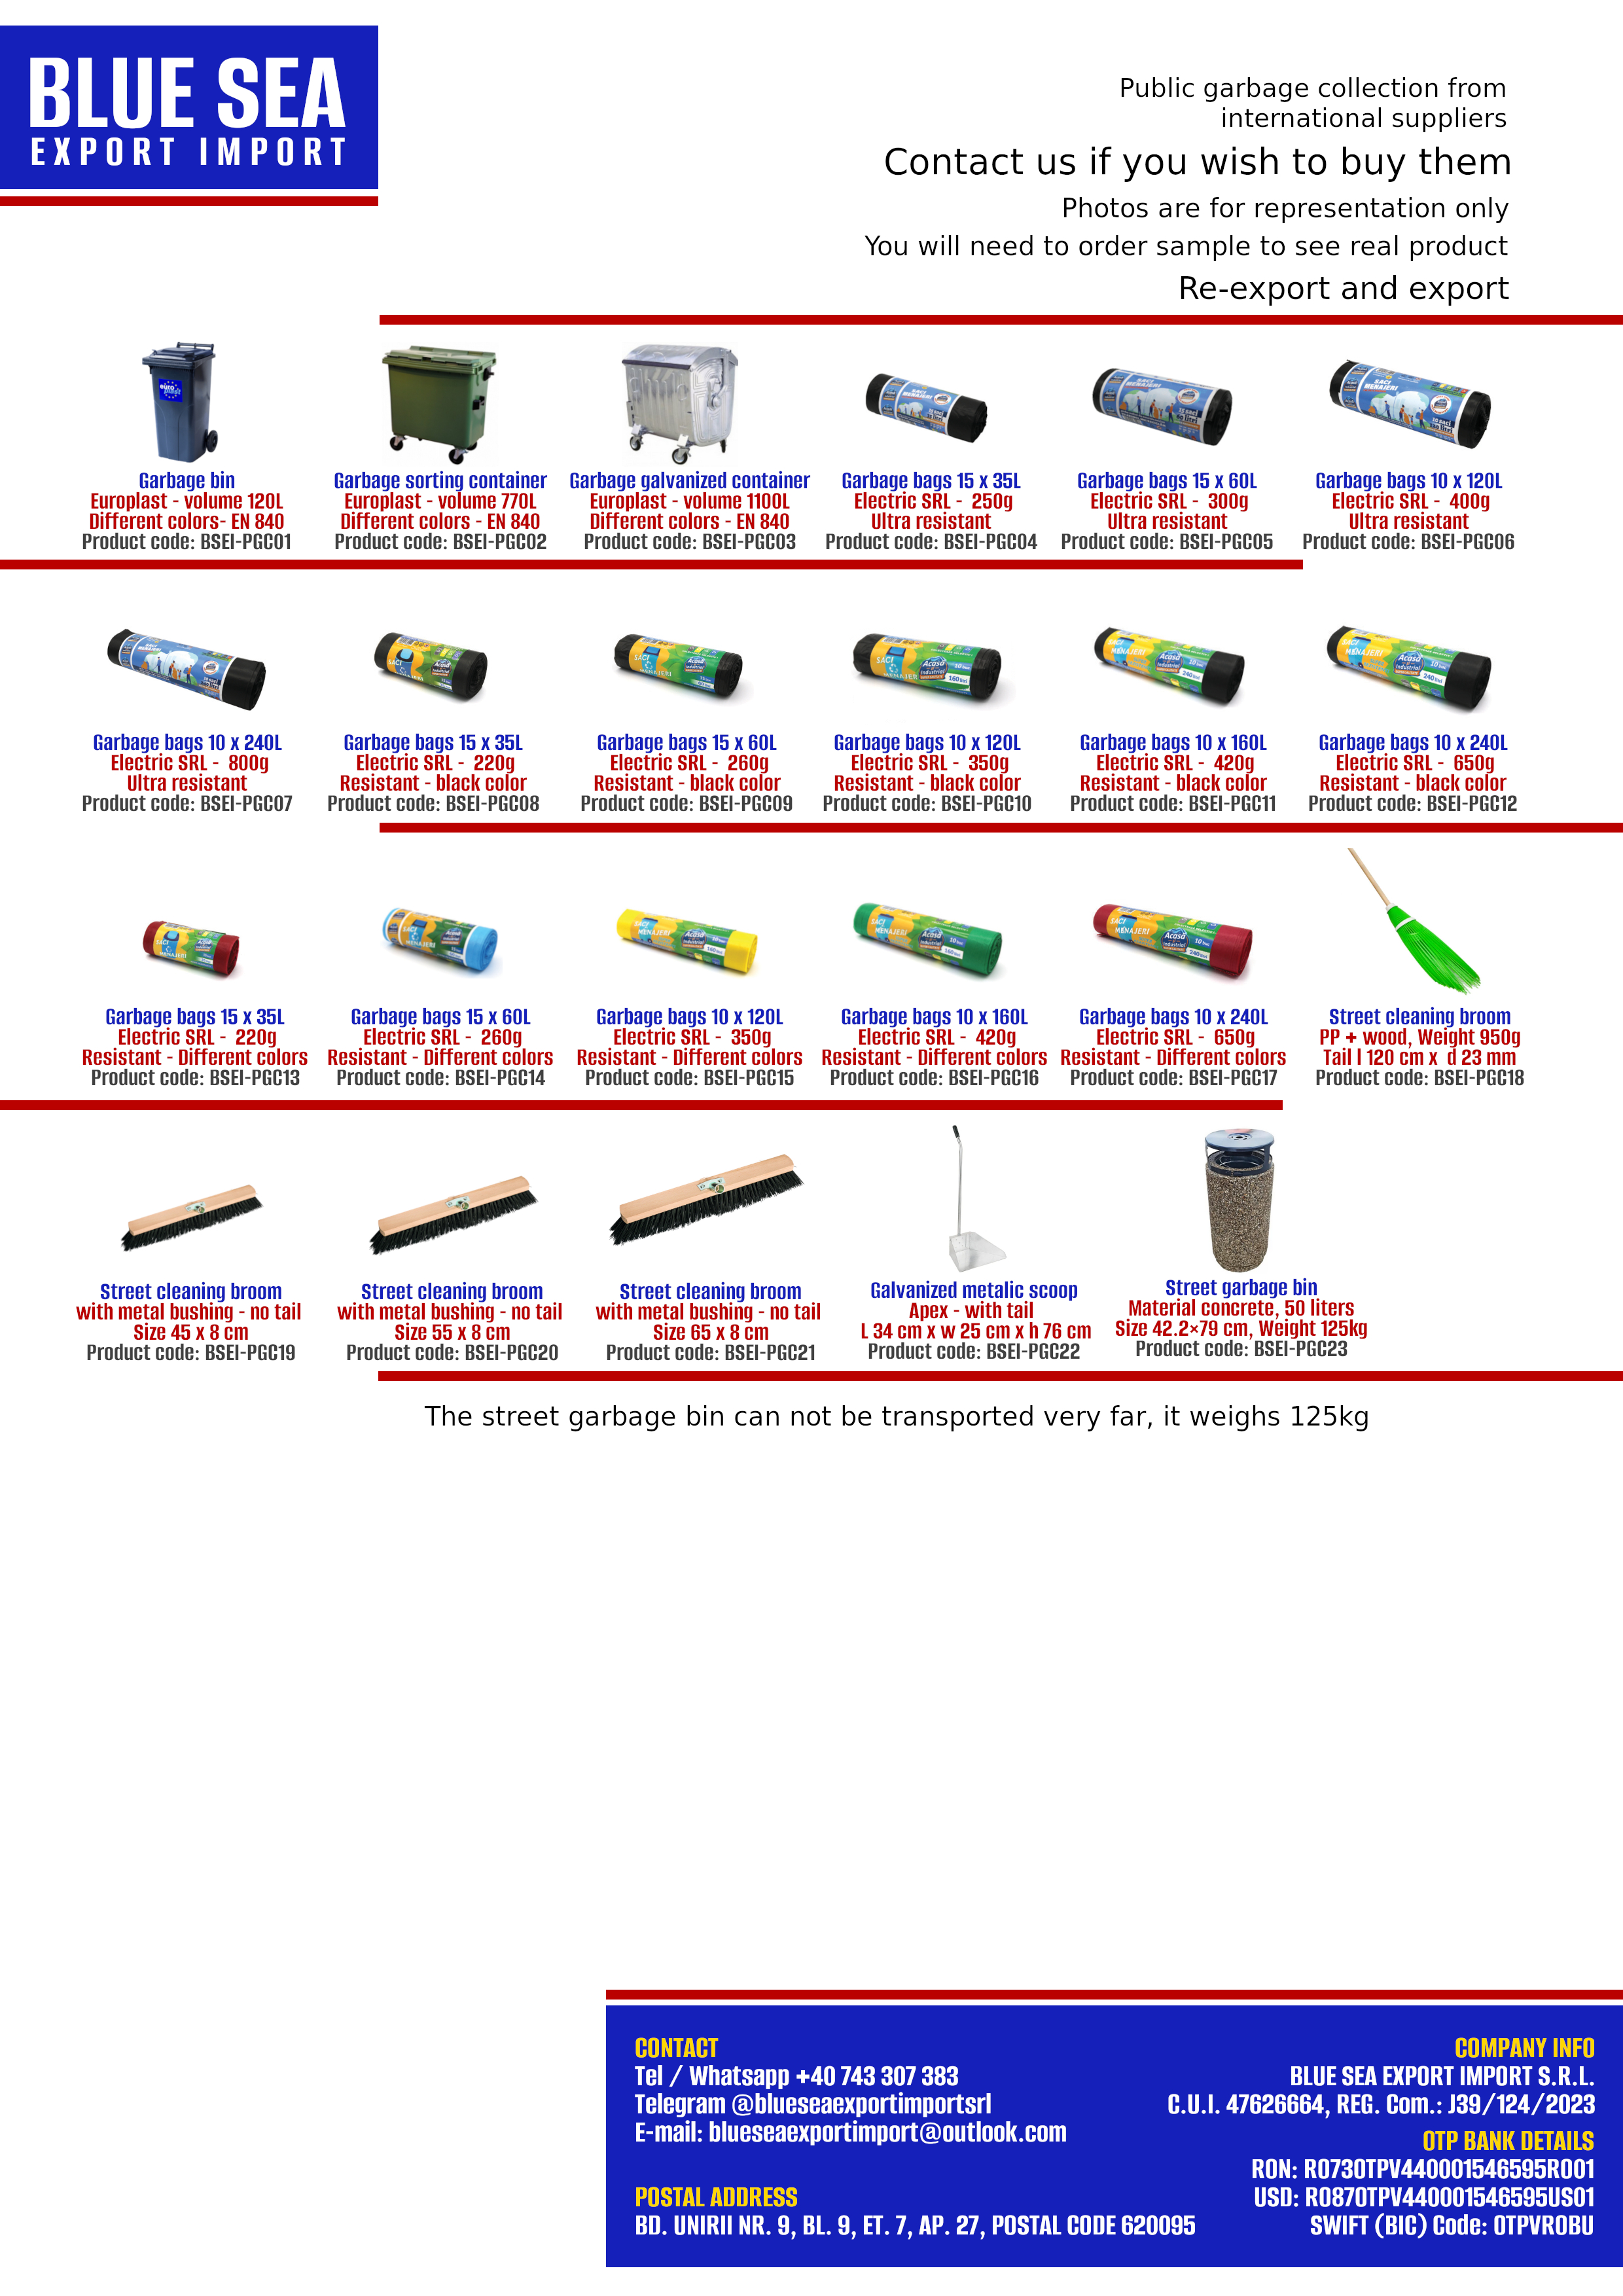 BLUE SEA
EXPORT IMPORT
Public garbage collection from
international suppliers
Contact us if you wish to buy them
Photos are for representation only
You will need to order sample to see real product
Re-export and export
Garbage bin
Europlast - volume 120L
Different colors- EN 840
Product code: BSEI-PGC01
Garbage sorting container
Europlast - volume 770L
Different colors - EN 840
Product code: BSEI-PGC02
Garbage galvanized container
Europlast - volume 1100L
Different colors - EN 840
Product code: BSEI-PGC03
Garbage bags 15 x 35L
Electric SRL - 250g
Ultra resistant
Product code: BSEI-PGC04
Garbage bags 15 x 60L
Electric SRL - 300g
Ultra resistant
Product code: BSEI-PGC05
Garbage bags 10 x 120L
Electric SRL - 400g
Ultra resistant
Product code: BSEI-PGC06
Garbage bags 10 x 240L
Electric SRL - 800g
Ultra resistant
Product code: BSEI-PGC07
Garbage bags 15 x 35L
Electric SRL - 220g
Resistant - black color
Product code: BSEI-PGC08
Garbage bags 15 x 60L
Electric SRL - 260g
Resistant - black color
Product code: BSEI-PGC09
Garbage bags 10 x 120L
Electric SRL - 350g
Resistant - black color
Product code: BSEI-PGC10
Garbage bags 10 x 160L
Electric SRL - 420g
Resistant - black color
Product code: BSEI-PGC11
Garbage bags 10 x 240L
Electric SRL - 650g
Resistant - black color
Product code: BSEI-PGC12
Garbage bags 15 x 35L
Electric SRL - 220g
Resistant - Different colors
Product code: BSEI-PGC13
Garbage bags 15 x 60L
Electric SRL - 260g
Resistant - Different colors
Product code: BSEI-PGC14
Garbage bags 10 x 120L
Electric SRL - 350g
Resistant - Different colors
Product code: BSEI-PGC15
Garbage bags 10 x 160L
Electric SRL - 420g
Resistant - Different colors
Product code: BSEI-PGC16
Garbage bags 10 x 240L
Electric SRL - 650g
Resistant - Different colors
Product code: BSEI-PGC17
Street cleaning broom
PP + wood, Weight 950g
Tail l 120 cm x d 23 mm
Product code: BSEI-PGC18
Street cleaning broom
with metal bushing - no tail
Size 45 x 8 cm
Product code: BSEI-PGC19
Street cleaning broom
with metal bushing - no tail
Size 55 x 8 cm
Product code: BSEI-PGC20
Street cleaning broom
with metal bushing - no tail
Size 65 x 8 cm
Product code: BSEI-PGC21
Galvanized metalic scoop
Apex - with tail
L 34 cm x w 25 cm x h 76 cm
Product code: BSEI-PGC22
Street garbage bin
Material concrete, 50 liters
Size 42.2×79 cm, Weight 125kg
Product code: BSEI-PGC23
The street garbage bin can not be transported very far, it weighs 125kg
CONTACT
Tel / Whatsapp +40 743 307 383
Telegram @blueseaexportimportsrl
E-mail: blueseaexportimport@outlook.com
POSTAL ADDRESS
BD. UNIRII NR. 9, BL. 9, ET. 7, AP. 27, POSTAL CODE 620095
COMPANY INFO
BLUE SEA EXPORT IMPORT S.R.L.
C.U.I. 47626664, REG. Com.: J39/124/2023
OTP BANK DETAILS
RON: RO73OTPV440001546595RO01
USD: RO87OTPV440001546595US01
SWIFT (BIC) Code: OTPVROBU